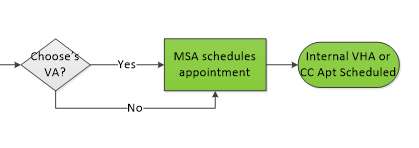 Choose's
VA?
Yes
MSA schedules
appointment
Internal VHA or
CC Apt Scheduled
No